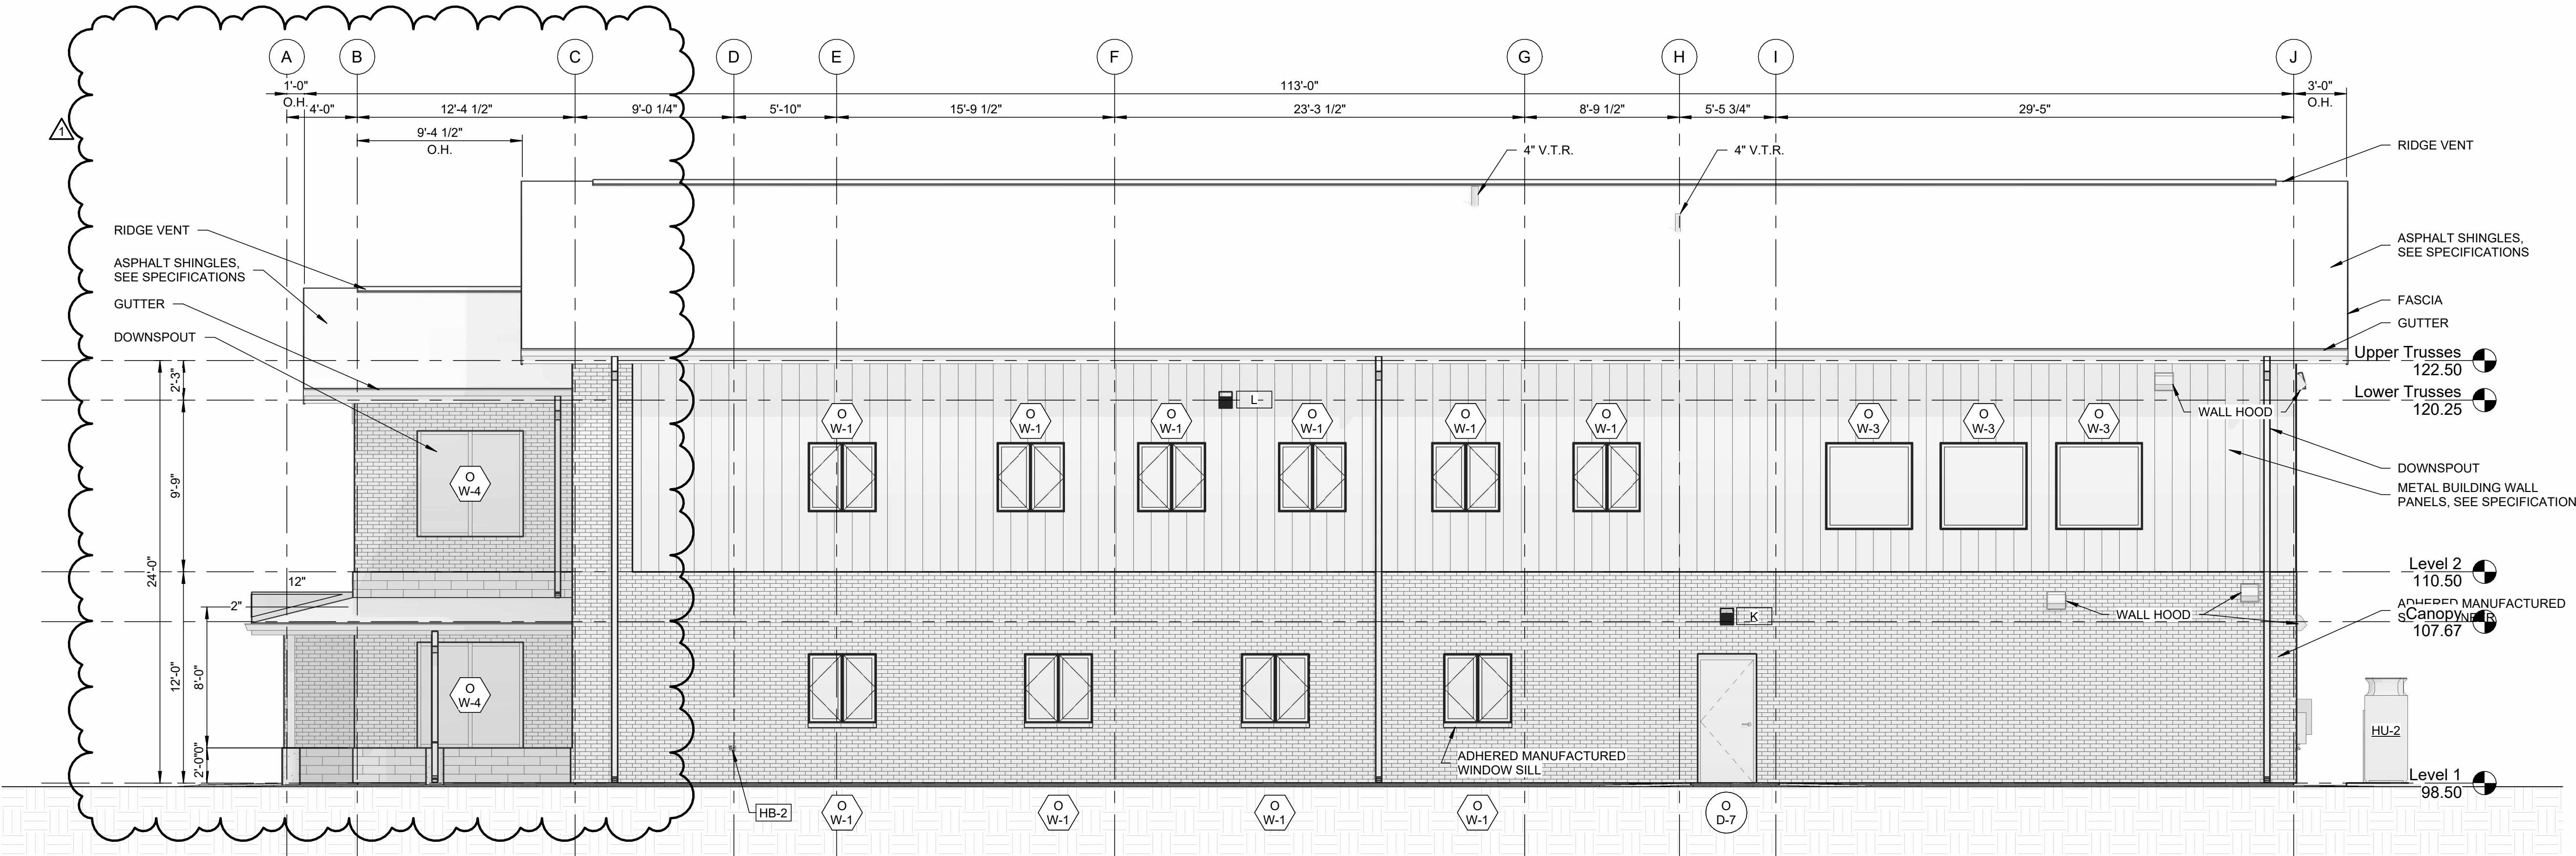 A
B
C
D
E
F
G
H
I
J
1'-0"
O.H.
113'-0"
3'-0"
O.H.
4'-0"
12'-4 1/2"
9'-0 1/4"
5'-10"
15'-9 1/2"
23'-3 1/2"
8'-9 1/2"
5'-5 3/4"
29'-5"
1
9'-4 1/2"
O.H.
4" V.T.R.
4" V.T.R.
RIDGE VENT
RIDGE VENT
ASPHALT SHINGLES,
SEE SPECIFICATIONS
GUTTER
DOWNSPOUT
ASPHALT SHINGLES,
SEE SPECIFICATIONS
FASCIA
GUTTER
Upper Trusses
122.50
Lower Trusses
120.25
2'-3"
9'-9"
24'-0"
12'-0"
8'-0"
2'-0"
0"
12"
2"
L
WALL HOOD
O
W-1
O
W-1
O
W-1
O
W-1
O
W-1
O
W-1
O
W-3
O
W-3
O
W-3
O
W-4
DOWNSPOUT
METAL BUILDING WALL
PANELS, SEE SPECIFICATION
Level 2
110.50
ADHERED MANUFACTURED
Canopy
107.67
K
WALL HOOD
O
W-4
ADHERED MANUFACTURED
WINDOW SILL
HU-2
Level 1
98.50
HB-2
O
W-1
O
W-1
O
W-1
O
W-1
O
D-7